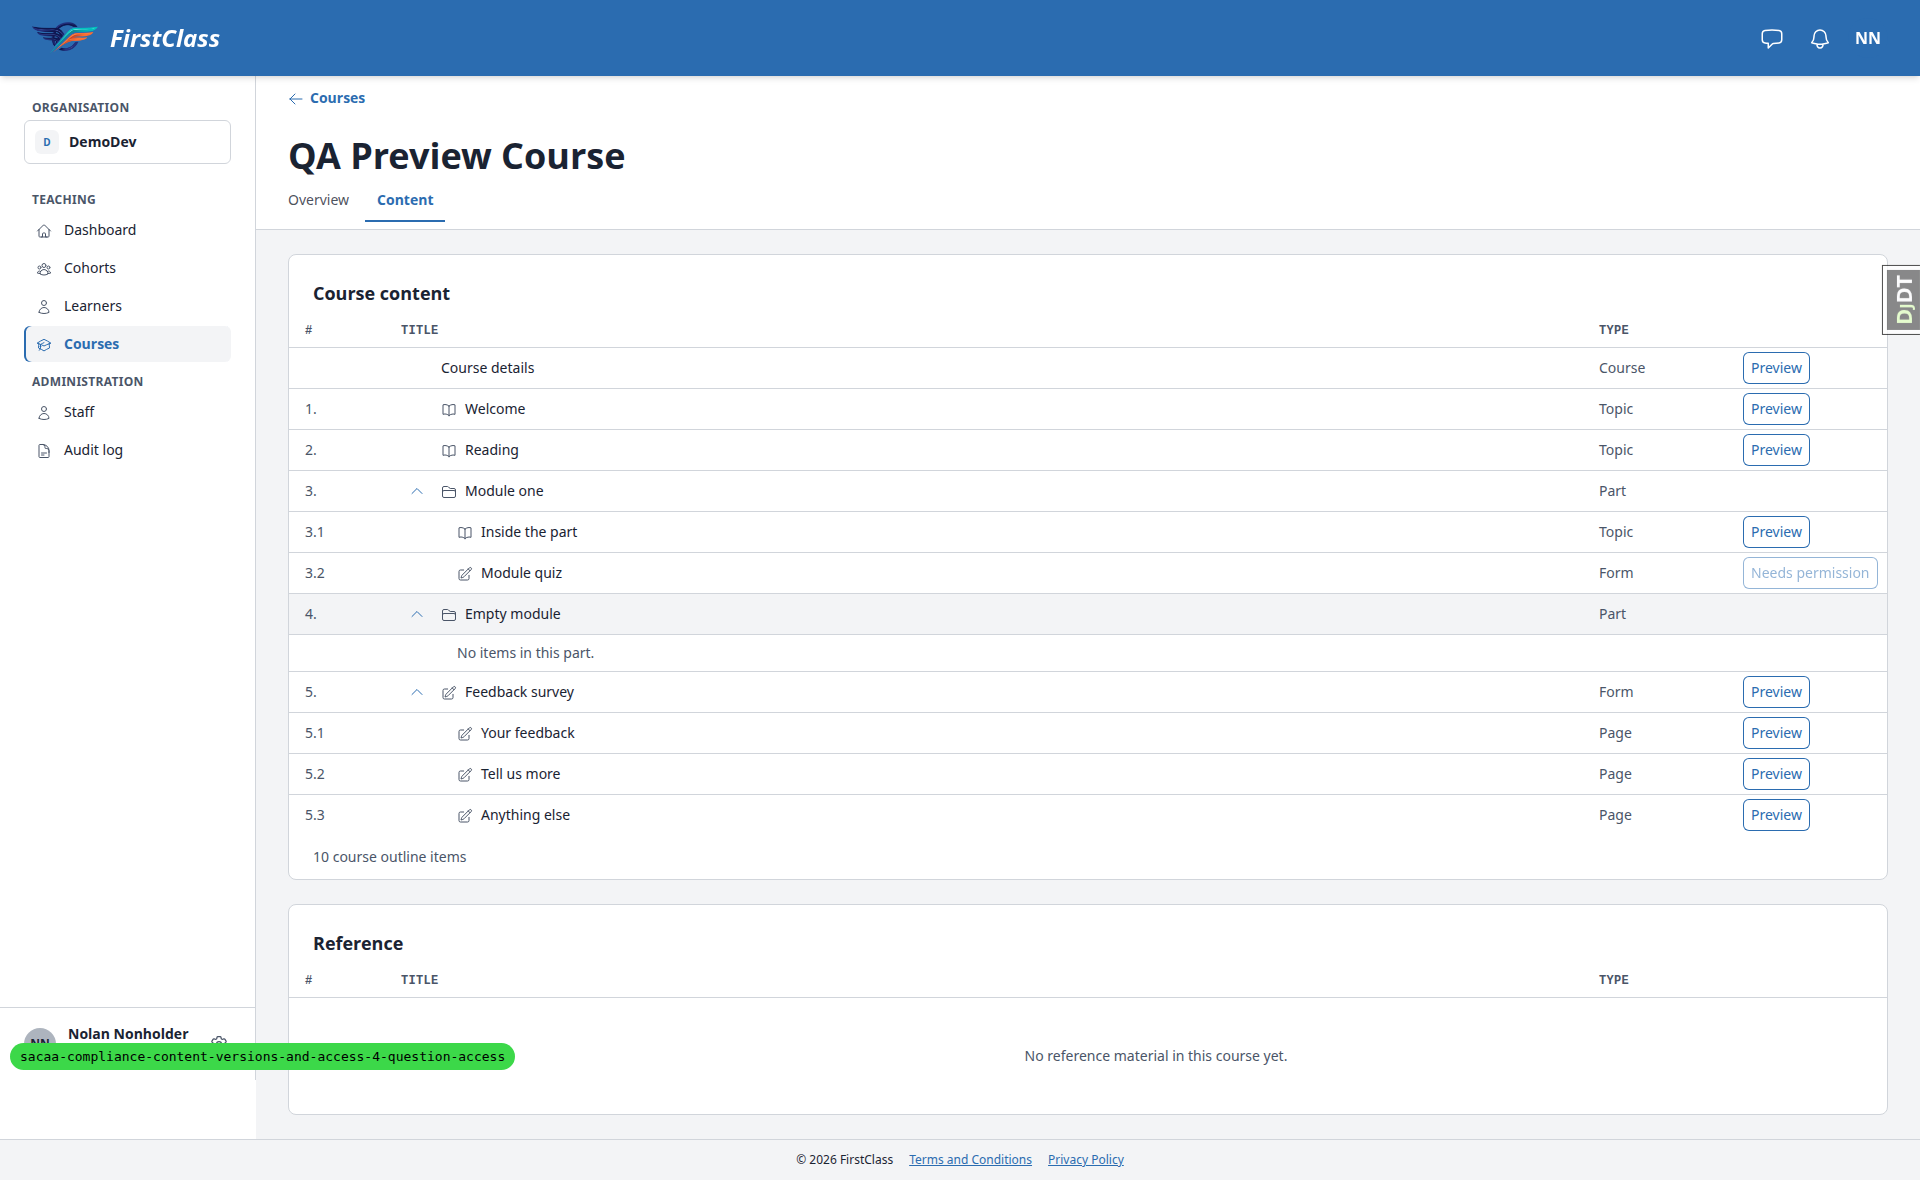 FirstClass
NN
ORGANISATION
D DemoDev
TEACHING
Dashboard
Cohorts
Learners
Courses
ADMINISTRATION
Staff
Audit log
Nolan Nonholder
sacaa-compliance-content-versions-and-access-4-question-access
Courses
QA Preview Course
Overview Content
Course content
# TITLE TYPE
Course details Course Preview
1. Welcome Topic Preview
2. Reading Topic Preview
3. Module one Part
3.1 Inside the part Topic Preview
3.2 Module quiz Form Needs permission
4. Empty module Part
No items in this part.
5. Feedback survey Form Preview
5.1 Your feedback Page Preview
5.2 Tell us more Page Preview
5.3 Anything else Page Preview
10 course outline items
Reference
# TITLE TYPE
No reference material in this course yet.
DJDT
© 2026 FirstClass Terms and Conditions Privacy Policy